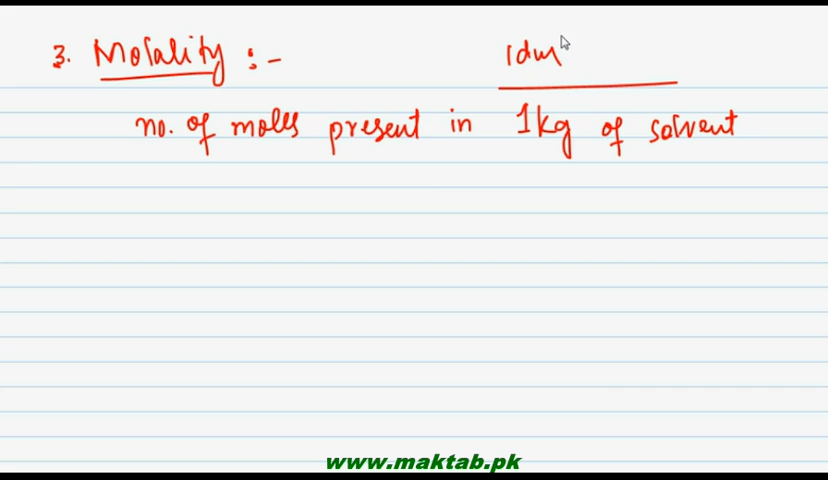 3. Molality :-
1dm
no. of moles present in 1kg of solvent
www.maktab.pk